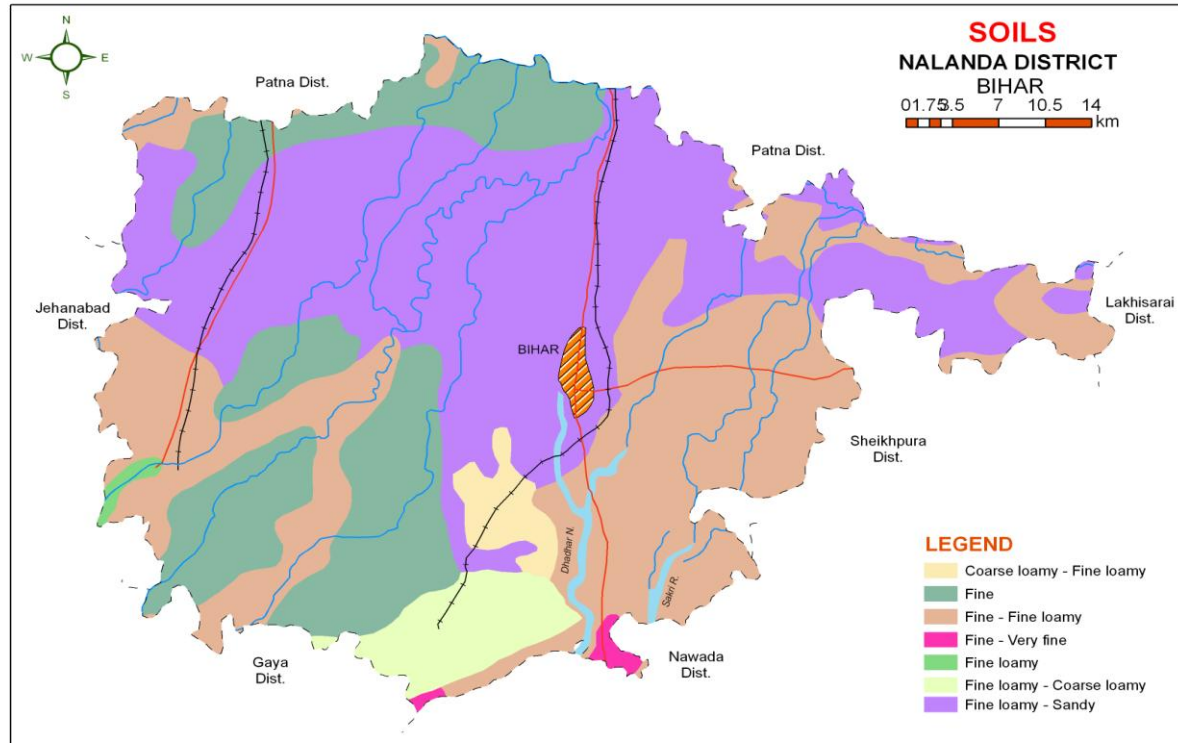 SOILS
NALANDA DISTRICT
BIHAR
0 1.75 3.5 7 10.5 14
km
N
W E
S
Patna Dist.
Patna Dist.
Jehanabad
Dist.
Lakhisarai
Dist.
BIHAR
Sheikhpura
Dist.
Dhadhar N.
Sakri R.
Gaya
Dist.
Nawada
Dist.
LEGEND
Coarse loamy - Fine loamy
Fine
Fine - Fine loamy
Fine - Very fine
Fine loamy
Fine loamy - Coarse loamy
Fine loamy - Sandy